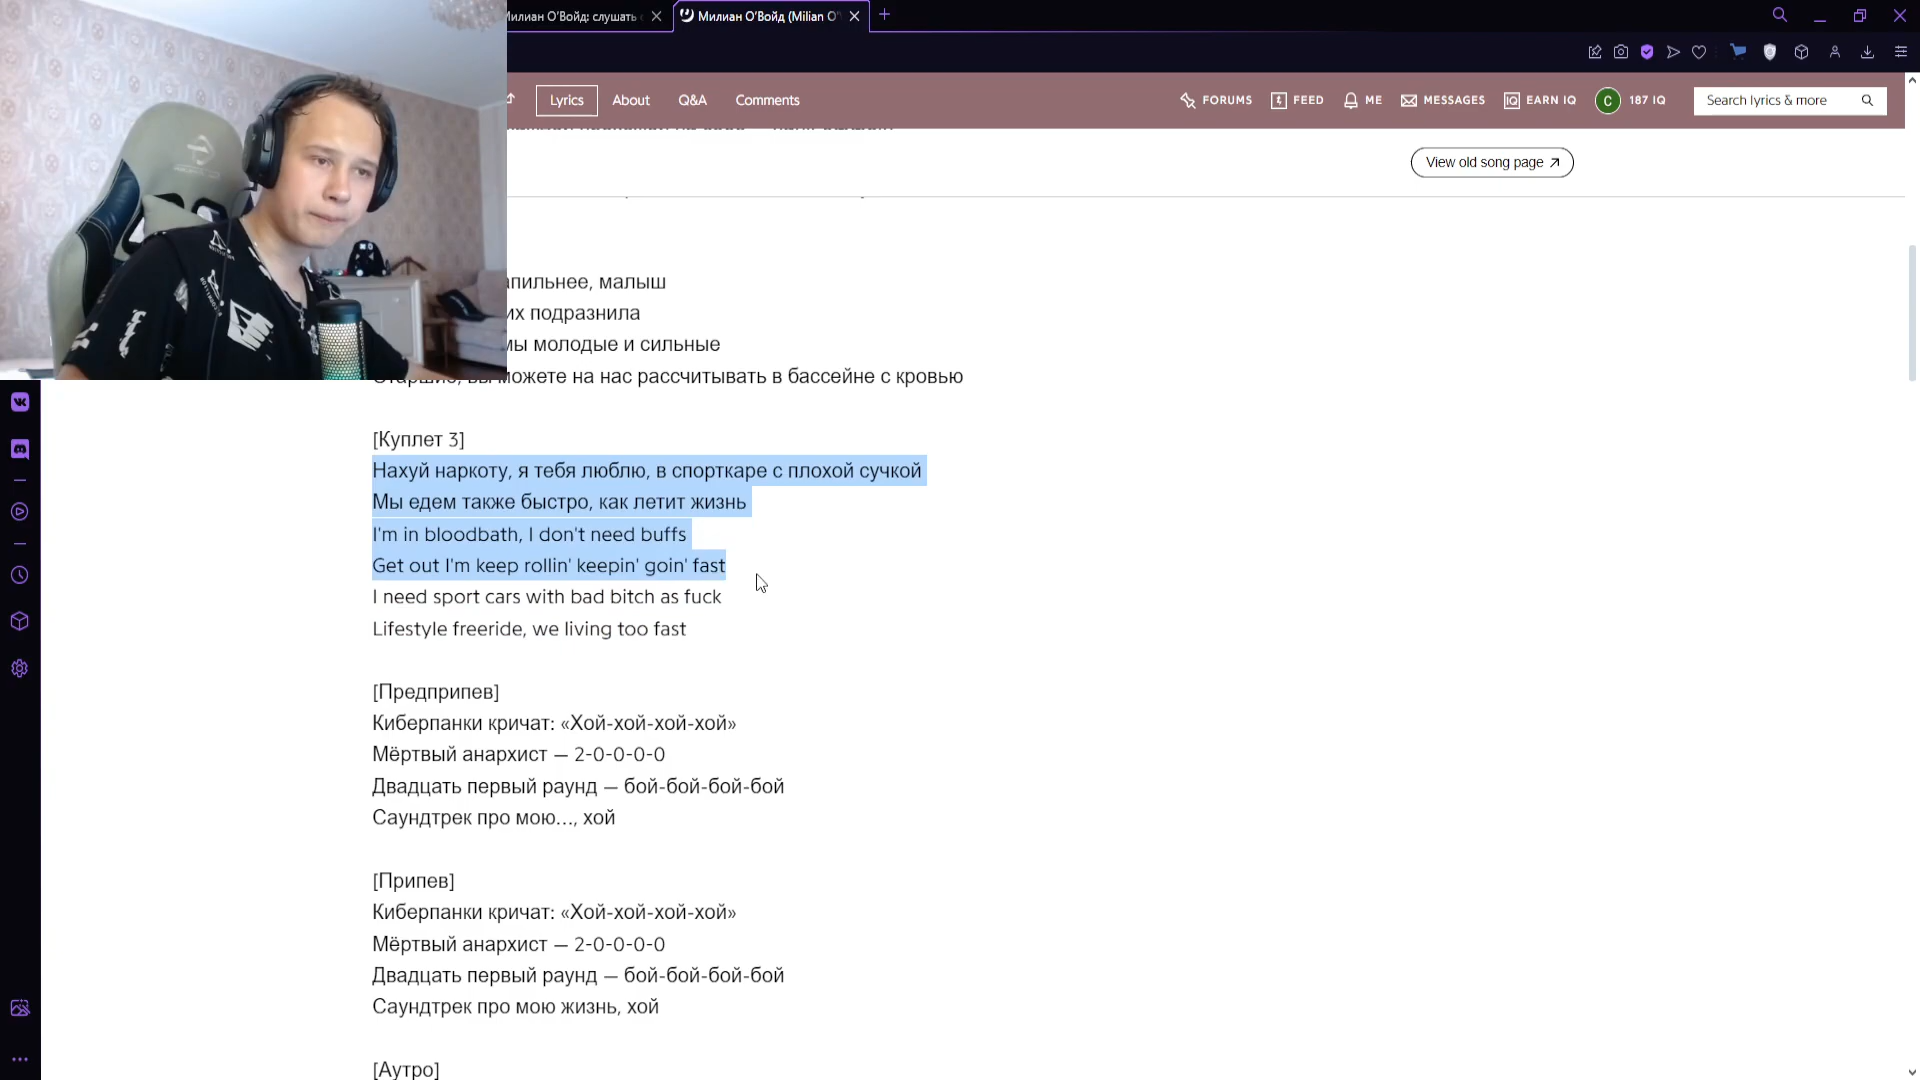 Милиан О'Войд: слушать
Милиан О'Войд (Milian O'
Lyrics
About
Q&A
Comments
FORUMS
FEED
ME
MESSAGES
EARN IQ
C
187 IQ
Search lyrics & more
View old song page
апильнее, малыш
их подразнила
мы молодые и сильные
Старшие, вы можете на нас рассчитывать в бассейне с кровью
[Куплет 3]
Нахуй наркоту, я тебя люблю, в спорткаре с плохой сучкой
Мы едем также быстро, как летит жизнь
I'm in bloodbath, I don't need buffs
Get out I'm keep rollin' keepin' goin' fast
I need sport cars with bad bitch as fuck
Lifestyle freeride, we living too fast
[Предприпев]
Киберпанки кричат: «Хой-хой-хой-хой»
Мёртвый анархист — 2-0-0-0-0
Двадцать первый раунд — бой-бой-бой-бой
Саундтрек про мою..., хой
[Припев]
Киберпанки кричат: «Хой-хой-хой-хой»
Мёртвый анархист — 2-0-0-0-0
Двадцать первый раунд — бой-бой-бой-бой
Саундтрек про мою жизнь, хой
[Аутро]